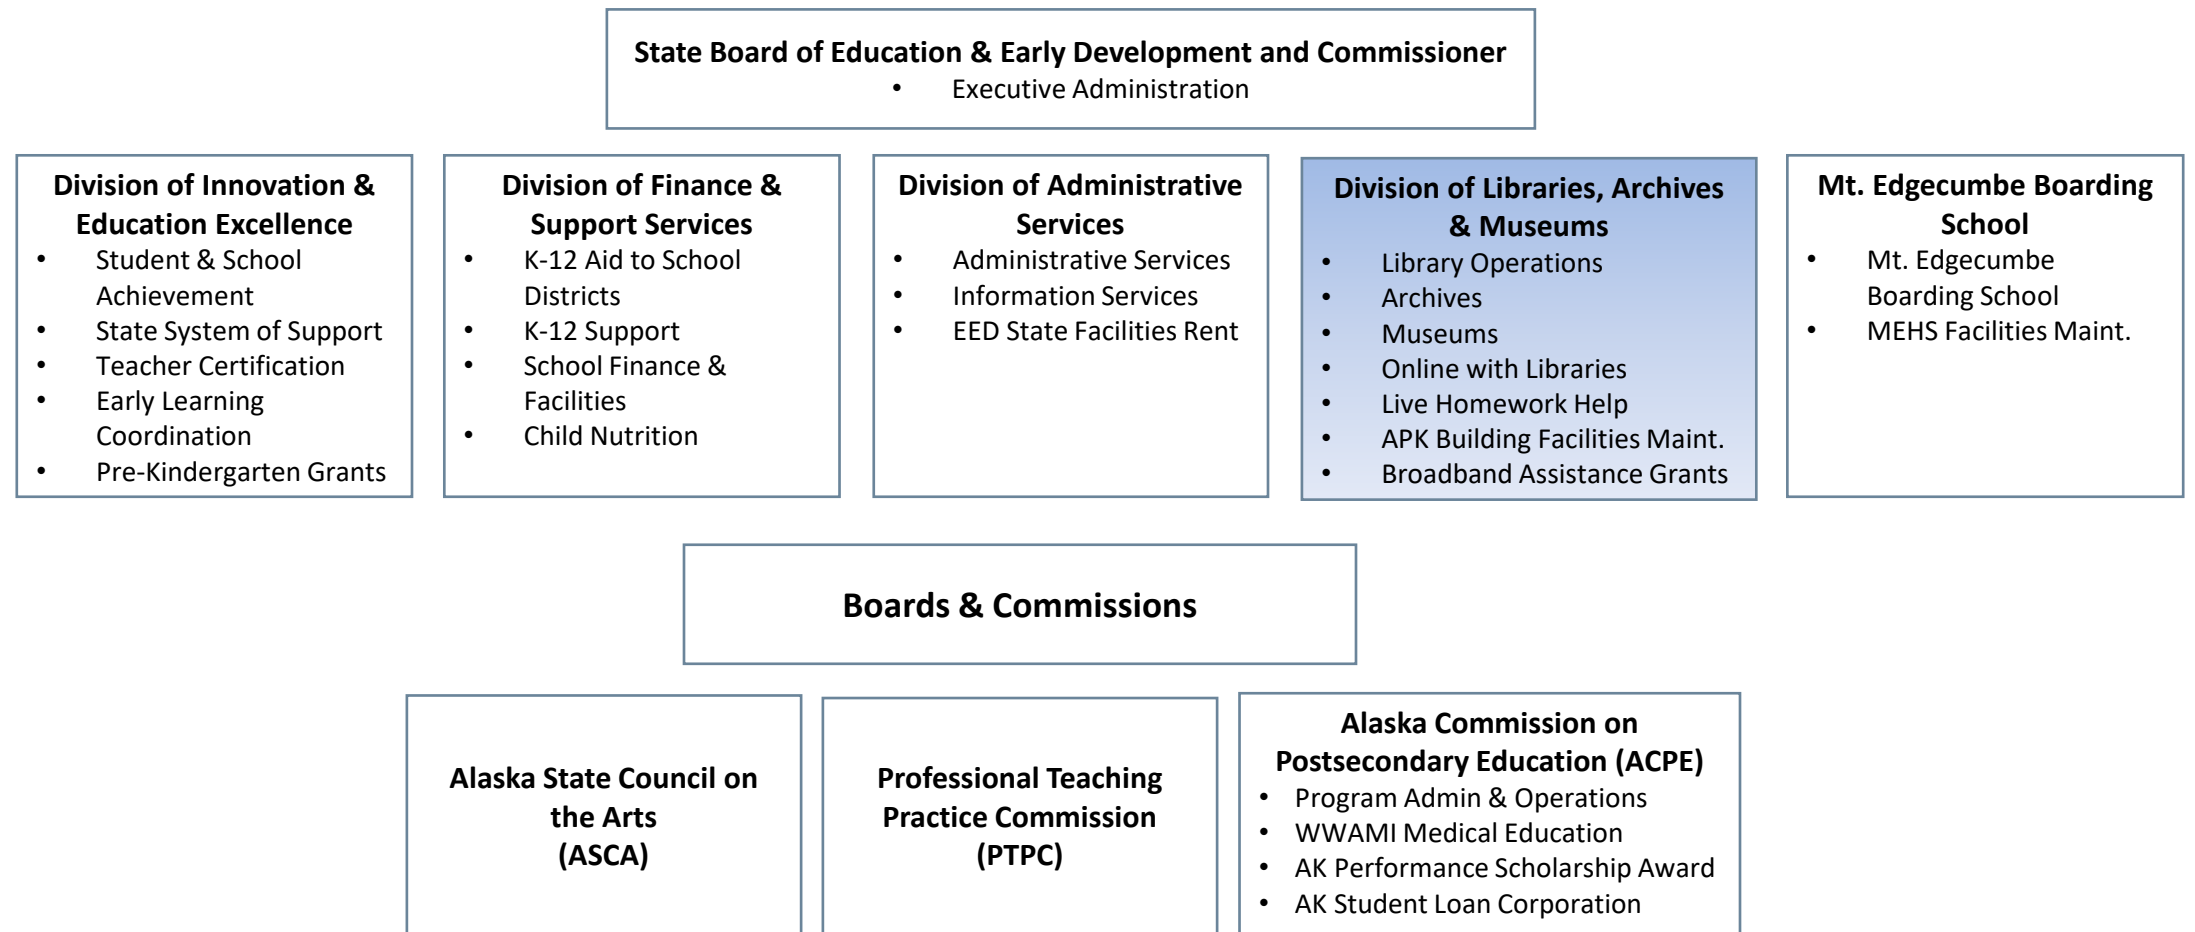 State Board of Education & Early Development and Commissioner
• Executive Administration
Division of Innovation &
Education Excellence
• Student & School
Achievement
• State System of Support
• Teacher Certification
• Early Learning
Coordination
• Pre-Kindergarten Grants
Division of Finance &
Support Services
• K-12 Aid to School
Districts
• K-12 Support
• School Finance &
Facilities
• Child Nutrition
Division of Administrative
Services
• Administrative Services
• Information Services
• EED State Facilities Rent
Division of Libraries, Archives
& Museums
• Library Operations
• Archives
• Museums
• Online with Libraries
• Live Homework Help
• APK Building Facilities Maint.
• Broadband Assistance Grants
Mt. Edgecumbe Boarding
School
• Mt. Edgecumbe
Boarding School
• MEHS Facilities Maint.
Boards & Commissions
Alaska State Council on
the Arts
(ASCA)
Professional Teaching
Practice Commission
(PTPC)
Alaska Commission on
Postsecondary Education (ACPE)
• Program Admin & Operations
• WWAMI Medical Education
• AK Performance Scholarship Award
• AK Student Loan Corporation